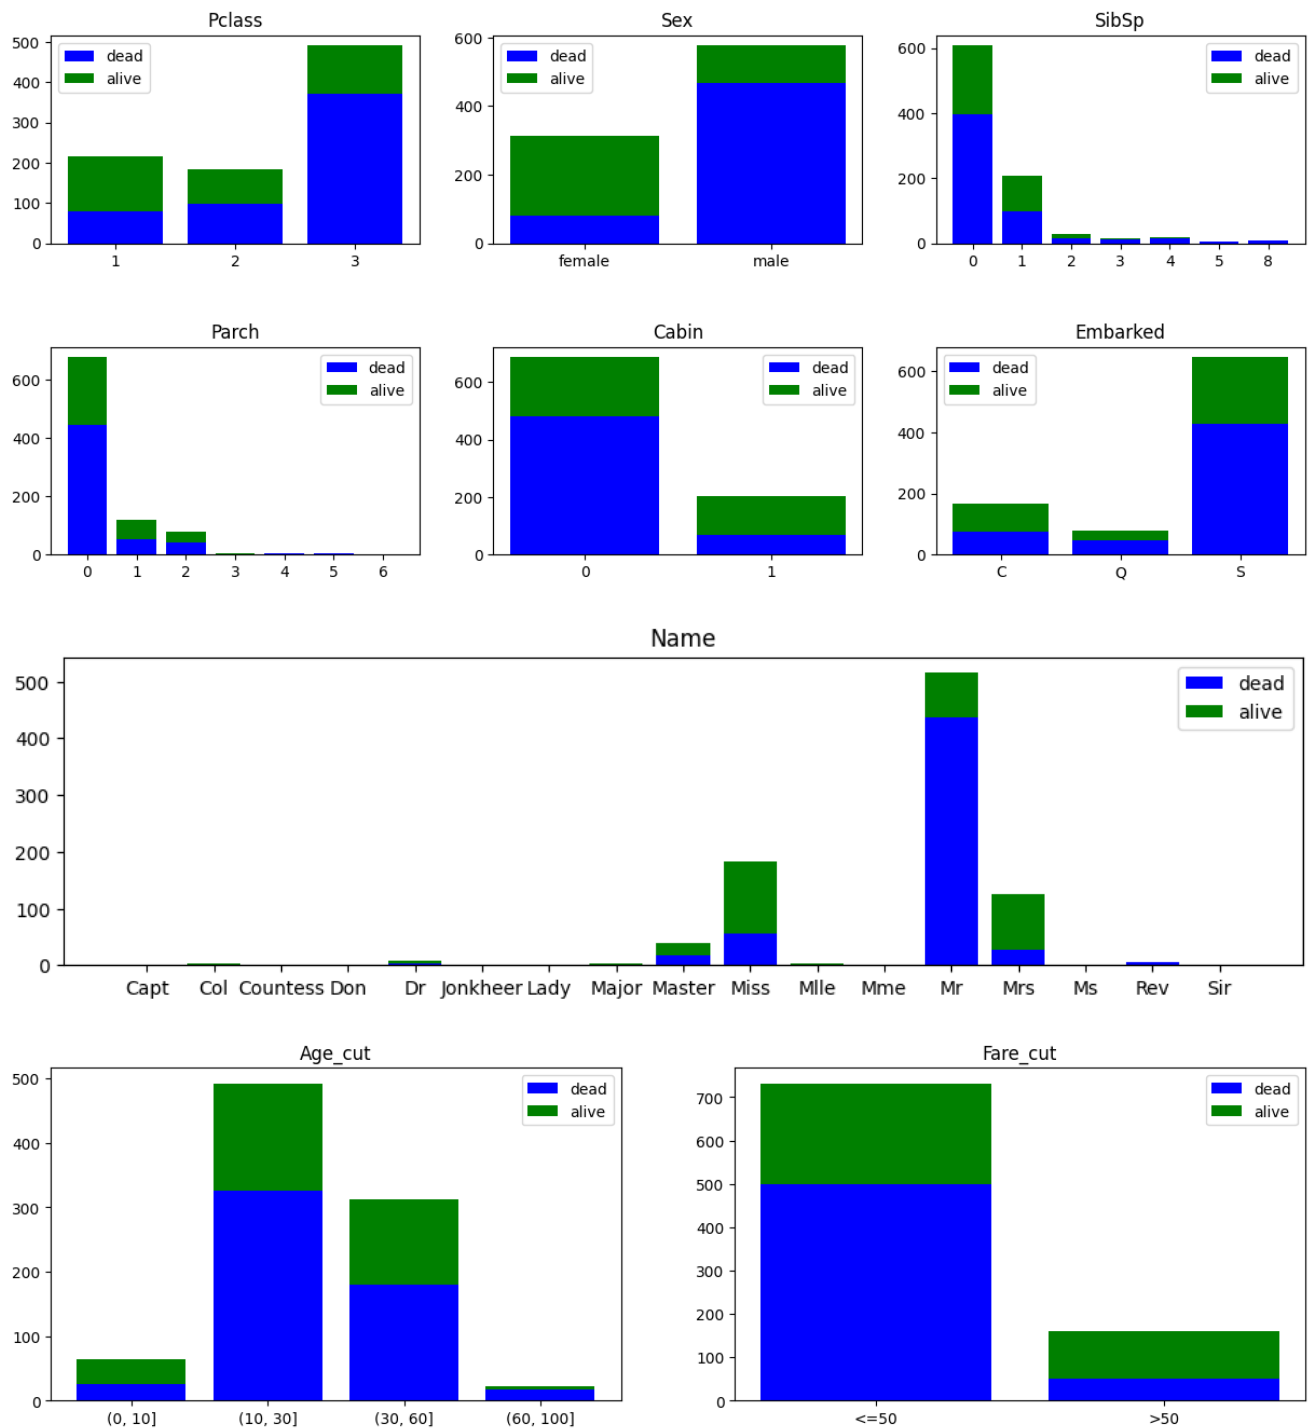 Pclass
500
400
300
200
100
0
dead
alive
1 2 3
Sex
600
400
200
0
dead
alive
female male
SibSp
600
400
200
0
dead
alive
0 1 2 3 4 5 8
Parch
600
400
200
0
dead
alive
0 1 2 3 4 5 6
Cabin
600
400
200
0
dead
alive
0 1
Embarked
600
400
200
0
dead
alive
C Q S
Name
500
400
300
200
100
0
dead
alive
Capt Col Countess Don Dr Jonkheer Lady Major Master Miss Mlle Mme Mr Mrs Ms Rev Sir
Age_cut
500
400
300
200
100
0
dead
alive
(0, 10] (10, 30] (30, 60] (60, 100]
Fare_cut
700
600
500
400
300
200
100
0
dead
alive
<=50 >50